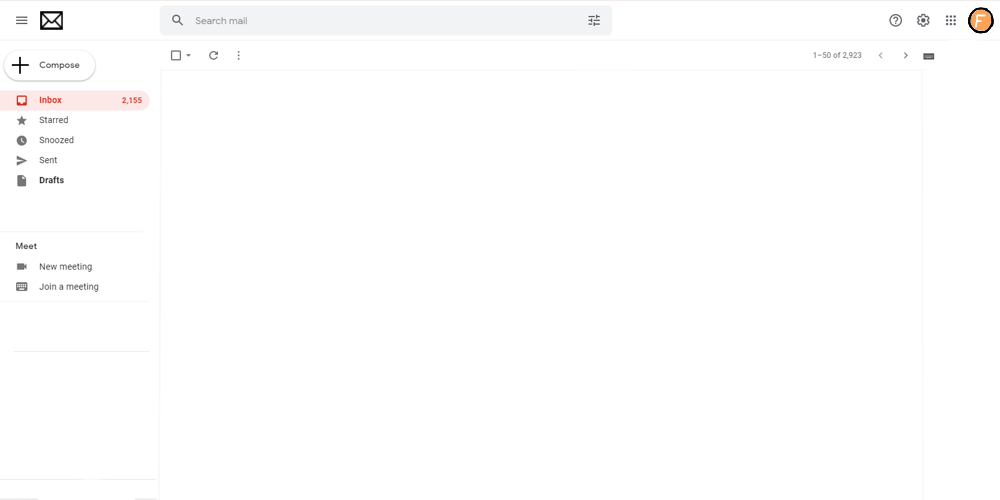 Search mail
F
1–50 of 2,923
Compose
Inbox 2,155
Starred
Snoozed
Sent
Drafts
Meet
New meeting
Join a meeting